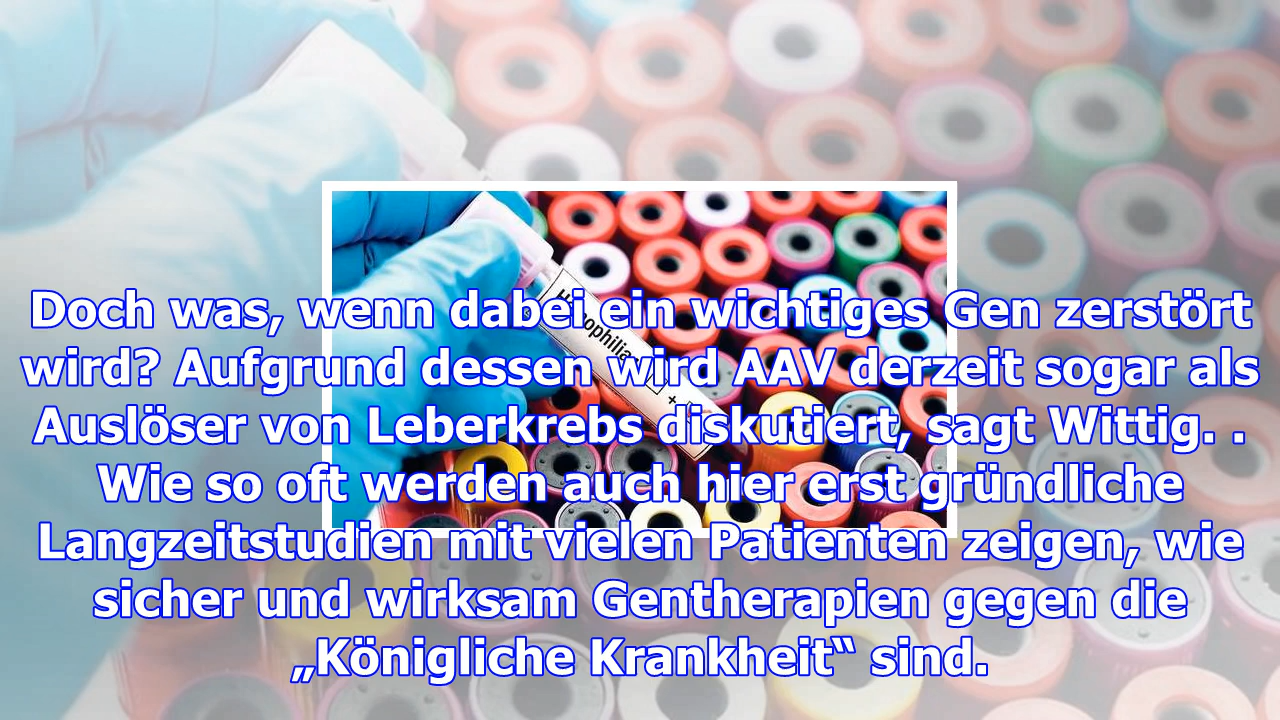 Doch was, wenn dabei ein wichtiges Gen zerstört
wird? Aufgrund dessen wird AAV derzeit sogar als
Auslöser von Leberkrebs diskutiert, sagt Wittig. .
Wie so oft werden auch hier erst gründliche
Langzeitstudien mit vielen Patienten zeigen, wie
sicher und wirksam Gentherapien gegen die
„Königliche Krankheit“ sind.